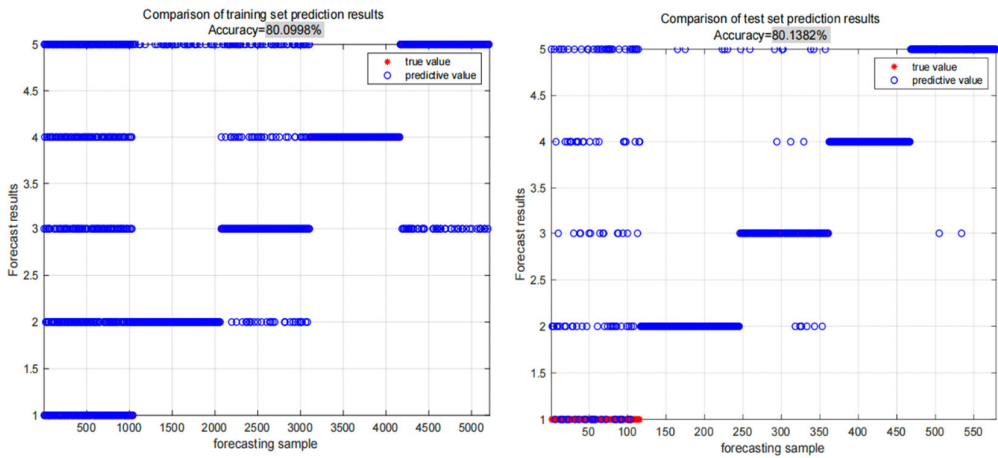 Comparison of training set prediction results
Accuracy=80.0998%
5
4.5
4
3.5
3
2.5
2
1.5
1
Forecast results
true value
predictive value
500 1000 1500 2000 2500 3000 3500 4000 4500 5000
forecasting sample
Comparison of test set prediction results
Accuracy=80.1382%
5
4.5
4
3.5
3
2.5
2
1.5
1
Forecast results
true value
predictive value
50 100 150 200 250 300 350 400 450 500 550
forecasting sample